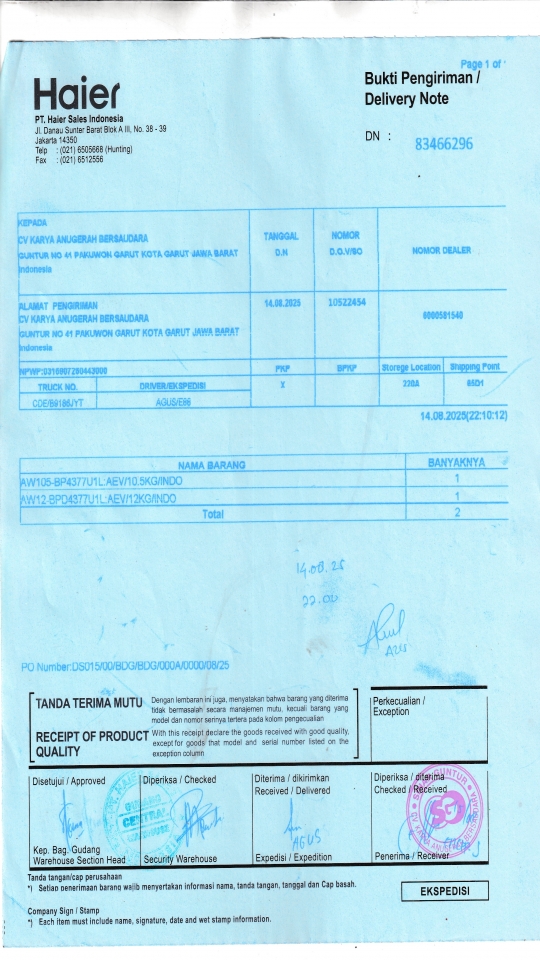 Page 1 of
Haier
Bukti Pengiriman /
Delivery Note
PT. Haier Sales Indonesia
Jl. Danau Sunter Barat Blok A III, No. 38 - 39
Jakarta 14350
Telp : (021) 6505668 (Hunting)
Fax : (021) 6512556
DN : 83466296
KEPADA
CV KARYA ANUGERAH BERSAUDARA
GUNTUR NO 41 PAKUWON GARUT KOTA GARUT JAWA BARAT
Indonesia
TANGGAL
D.N
NOMOR
D.O.V/SO
NOMOR DEALER
ALAMAT PENGIRIMAN
CV KARYA ANUGERAH BERSAUDARA
GUNTUR NO 41 PAKUWON GARUT KOTA GARUT JAWA BARAT
Indonesia
14.08.2025
10522454
NPWP:
PKP
Storege Location
Shipping Point
TRUCK NO.
DRIVER/EKSPEDISI
X
220A
AGUS/E86
14.08.2025(22:10:12)
NAMA BARANG BANYAKNYA
AW105-BP4377U1L:AEV/10.5KG/INDO 1
AW12-BPD4377U1L:AEV/12KG/INDO 1
Total 2
14.08.25
22.00
AZIS
PO Number:DS015/00/BDG/BDG/000A/0000/08/25
TANDA TERIMA MUTU
Dengan lembaran ini juga, menyatakan bahwa barang yang diterima
tidak bermasalah secara manajemen mutu, kecuali barang yang
model dan nomor serinya tertera pada kolom pengecualian
RECEIPT OF PRODUCT
QUALITY
With this receipt declare the goods received with good quality,
except for goods that model and serial number listed on the
exception column
Perkecualian /
Exception
Disetujui / Approved
Diperiksa / Checked
Diterima / dikirimkan
Received / Delivered
Diperiksa / diterima
Checked / Received
GUDANG
CENTRAL
AGUS
SG
Kep. Bag. Gudang
Warehouse Section Head
Security Warehouse
Expedisi / Expedition
Penerima / Receiver
Tanda tangan/cap perusahaan
*) Setiap penerimaan barang wajib menyertakan informasi nama, tanda tangan, tanggal dan Cap basah.
EKSPEDISI
Company Sign / Stamp
*) Each item must include name, signature, date and wet stamp information.